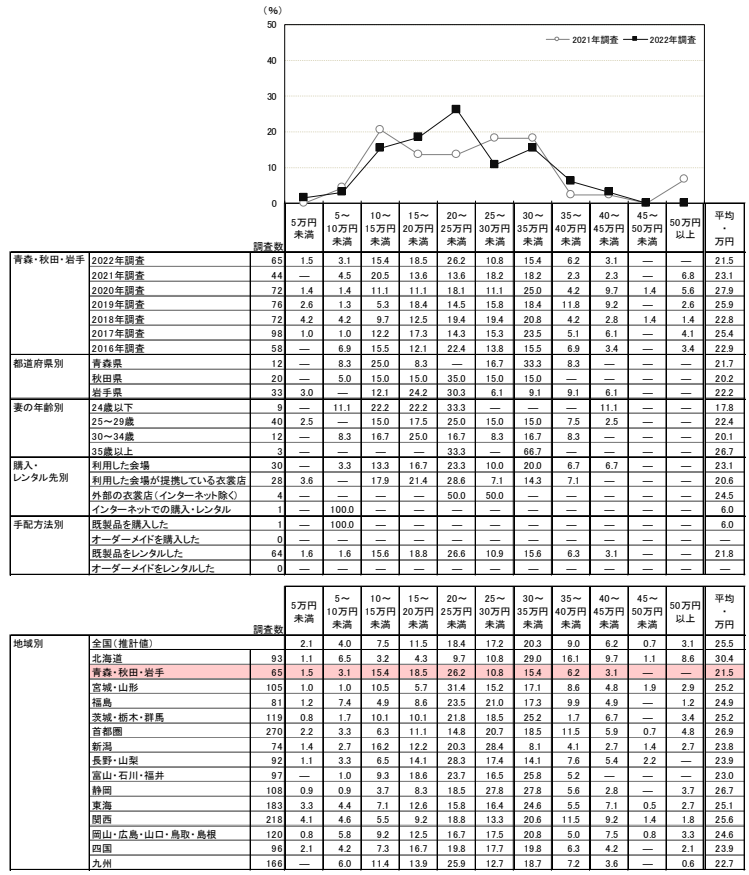 (%)
50
40
30
20
10
0
2021年調査 2022年調査
調査数 5万円未満 5～10万円未満 10～15万円未満 15～20万円未満 20～25万円未満 25～30万円未満 30～35万円未満 35～40万円未満 40～45万円未満 45～50万円未満 50万円以上 平均・万円
青森・秋田・岩手 2022年調査 65 1.5 3.1 15.4 18.5 26.2 10.8 15.4 6.2 3.1 — — 21.5
2021年調査 44 — 4.5 20.5 13.6 13.6 18.2 18.2 2.3 2.3 — 6.8 23.1
2020年調査 72 1.4 1.4 11.1 11.1 18.1 11.1 25.0 4.2 9.7 1.4 5.6 27.9
2019年調査 76 2.6 1.3 5.3 18.4 14.5 15.8 18.4 11.8 9.2 — 2.6 25.9
2018年調査 72 4.2 4.2 9.7 12.5 19.4 19.4 20.8 4.2 2.8 1.4 1.4 22.8
2017年調査 98 1.0 1.0 12.2 17.3 14.3 15.3 23.5 5.1 6.1 — 4.1 25.4
2016年調査 58 — 6.9 15.5 12.1 22.4 13.8 15.5 6.9 3.4 — 3.4 22.9
都道府県別 青森県 12 — 8.3 25.0 8.3 — 16.7 33.3 8.3 — — — 21.7
秋田県 20 — 5.0 15.0 15.0 35.0 15.0 15.0 — — — — 20.2
岩手県 33 3.0 — 12.1 24.2 30.3 6.1 9.1 9.1 6.1 — — 22.2
妻の年齢別 24歳以下 9 — 11.1 22.2 22.2 33.3 — — — 11.1 — — 17.8
25～29歳 40 2.5 — 15.0 17.5 25.0 15.0 15.0 7.5 2.5 — — 22.4
30～34歳 12 — 8.3 16.7 25.0 16.7 8.3 16.7 8.3 — — — 20.1
35歳以上 3 — — — — 33.3 — 66.7 — — — — 26.7
購入・レンタル先別 利用した会場 30 — 3.3 13.3 16.7 23.3 10.0 20.0 6.7 6.7 — — 23.1
利用した会場が提携している衣裳店 28 3.6 — 17.9 21.4 28.6 7.1 14.3 7.1 — — — 20.6
外部の衣裳店(インターネット除く) 4 — — — — 50.0 50.0 — — — — — 24.5
インターネットでの購入・レンタル 1 — 100.0 — — — — — — — — — 6.0
手配方法別 既製品を購入した 1 — 100.0 — — — — — — — — — 6.0
オーダーメイドを購入した 0 — — — — — — — — — — — —
既製品をレンタルした 64 1.6 1.6 15.6 18.8 26.6 10.9 15.6 6.3 3.1 — — 21.8
オーダーメイドをレンタルした 0 — — — — — — — — — — — —
調査数 5万円未満 5～10万円未満 10～15万円未満 15～20万円未満 20～25万円未満 25～30万円未満 30～35万円未満 35～40万円未満 40～45万円未満 45～50万円未満 50万円以上 平均・万円
地域別 全国(推計値) 2.1 4.0 7.5 11.5 18.4 17.2 20.3 9.0 6.2 0.7 3.1 25.5
北海道 93 1.1 6.5 3.2 4.3 9.7 10.8 29.0 16.1 9.7 1.1 8.6 30.4
青森・秋田・岩手 65 1.5 3.1 15.4 18.5 26.2 10.8 15.4 6.2 3.1 — — 21.5
宮城・山形 105 1.0 1.0 10.5 5.7 31.4 15.2 17.1 8.6 4.8 1.9 2.9 25.2
福島 81 1.2 7.4 4.9 8.6 23.5 21.0 17.3 9.9 4.9 — 1.2 24.9
茨城・栃木・群馬 119 0.8 1.7 10.1 10.1 21.8 18.5 25.2 1.7 6.7 — 3.4 25.2
首都圏 270 2.2 3.3 6.3 11.1 14.8 20.7 18.5 11.5 5.9 0.7 4.8 26.9
新潟 74 1.4 2.7 16.2 12.2 20.3 28.4 8.1 4.1 2.7 1.4 2.7 23.8
長野・山梨 92 1.1 3.3 6.5 14.1 28.3 17.4 14.1 7.6 5.4 2.2 — 23.9
富山・石川・福井 97 — 1.0 9.3 18.6 23.7 16.5 25.8 5.2 — — — 23.0
静岡 108 0.9 0.9 3.7 8.3 18.5 27.8 27.8 5.6 2.8 — 3.7 26.7
東海 183 3.3 4.4 7.1 12.6 15.8 16.4 24.6 5.5 7.1 0.5 2.7 25.1
関西 218 4.1 4.6 5.5 9.2 18.8 13.3 20.6 11.5 9.2 1.4 1.8 25.6
岡山・広島・山口・鳥取・島根 120 0.8 5.8 9.2 12.5 16.7 17.5 20.8 5.0 7.5 0.8 3.3 24.6
四国 96 2.1 4.2 7.3 16.7 19.8 17.7 19.8 6.3 4.2 — 2.1 23.9
九州 166 — 6.0 11.4 13.9 25.9 12.7 18.7 7.2 3.6 — 0.6 22.7